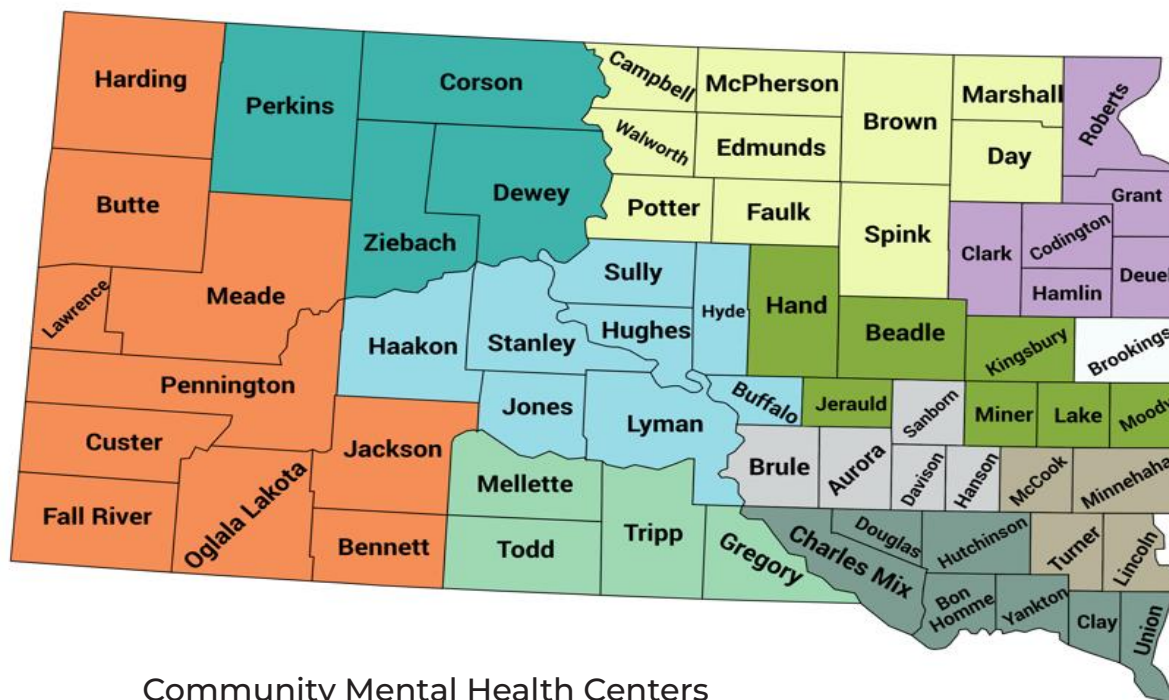 Harding
Perkins
Corson
Campbell
McPherson
Brown
Marshall
Roberts
Walworth
Edmunds
Day
Butte
Dewey
Ziebach
Potter
Faulk
Spink
Grant
Clark
Codington
Deuel
Hamlin
Lawrence
Meade
Sully
Hyde
Hand
Haakon
Stanley
Hughes
Beadle
Kingsbury
Brookings
Pennington
Jones
Lyman
Buffalo
Jerauld
Sanborn
Miner
Lake
Moody
Custer
Jackson
Brule
Aurora
Davison
Hanson
McCook
Minnehaha
Fall River
Oglala Lakota
Mellette
Tripp
Bennett
Todd
Gregory
Charles Mix
Douglas
Hutchinson
Turner
Lincoln
Bon
Homme
Yankton
Clay
Union
Community Mental Health Centers